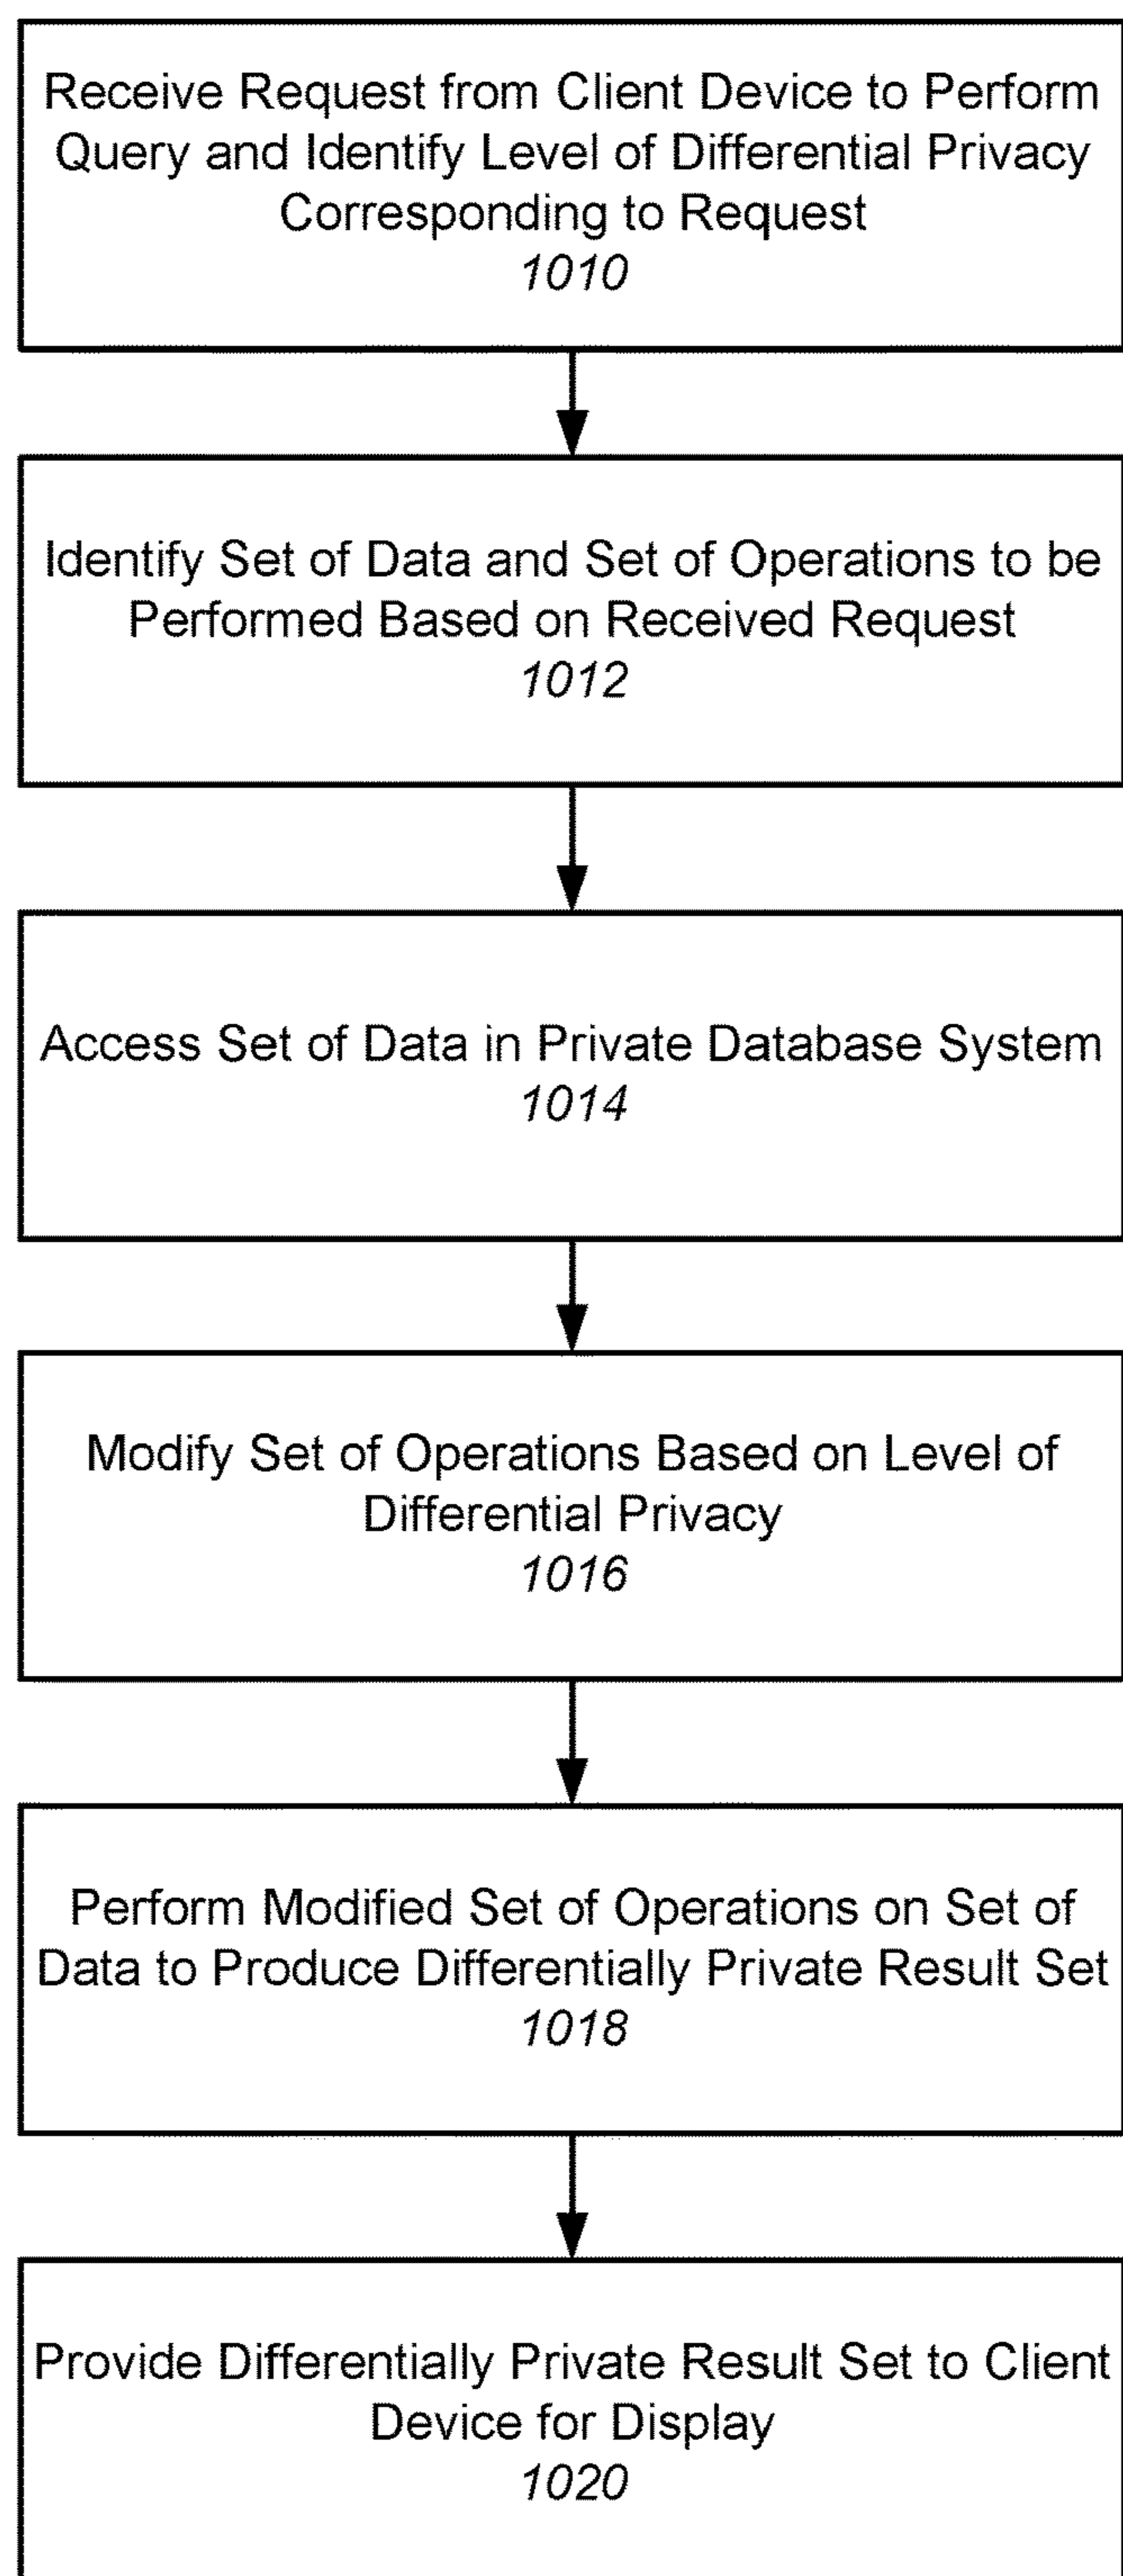 Receive Request from Client Device to Perform
Query and Identify Level of Differential Privacy
Corresponding to Request
1010
Identify Set of Data and Set of Operations to be
Performed Based on Received Request
1012
Access Set of Data in Private Database System
1014
Modify Set of Operations Based on Level of
Differential Privacy
1016
Perform Modified Set of Operations on Set of
Data to Produce Differentially Private Result Set
1018
Provide Differentially Private Result Set to Client
Device for Display
1020